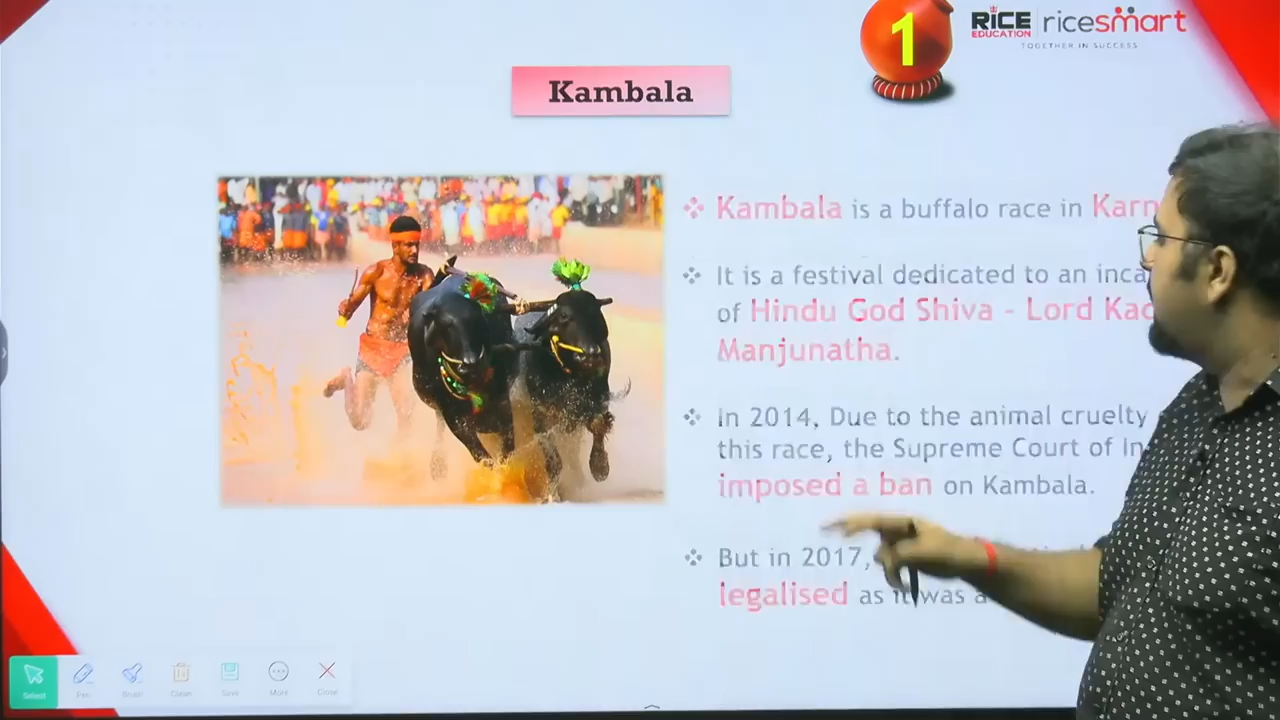 1
RICE
EDUCATION
ricesmart
TOGETHER IN SUCCESS
Kambala
❖ Kambala is a buffalo race in Karn
❖ It is a festival dedicated to an inca
of Hindu God Shiva - Lord Kad
Manjunatha.
❖ In 2014, Due to the animal cruelty
this race, the Supreme Court of In
imposed a ban on Kambala.
❖ But in 2017,
legalised as it was a
Select
Pen
Brush
Clean
Save
More
Close